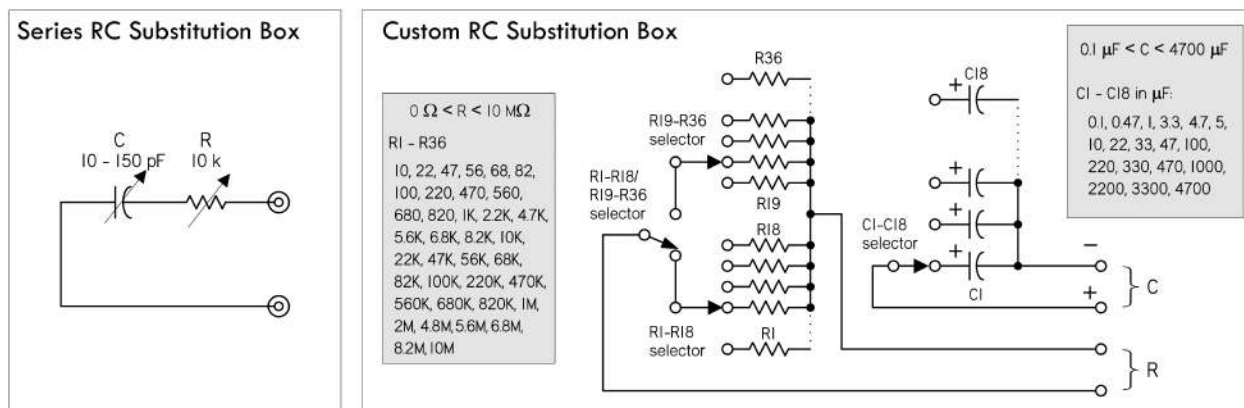 Series RC Substitution Box
C
10 - 150 pF
R
10 k
Custom RC Substitution Box
0 Ω < R < 10 MΩ
R1 - R36
10, 22, 47, 56, 68, 82,
100, 220, 470, 560,
680, 820, 1K, 2.2K, 4.7K,
5.6K, 6.8K, 8.2K, 10K,
22K, 47K, 56K, 68K,
82K, 100K, 220K, 470K,
560K, 680K, 820K, 1M,
2M, 4.8M, 5.6M, 6.8M,
8.2M, 10M
R36
R19-R36
selector
R1-R18/
R19-R36
selector
R19
R18
R1-R18
selector
R1
C18
+
+
+
C1-C18
selector
+
C1
−
+
C
R
0.1 µF < C < 4700 µF
C1 - C18 in µF:
0.1, 0.47, 1, 3.3, 4.7, 5,
10, 22, 33, 47, 100,
220, 330, 470, 1000,
2200, 3300, 4700